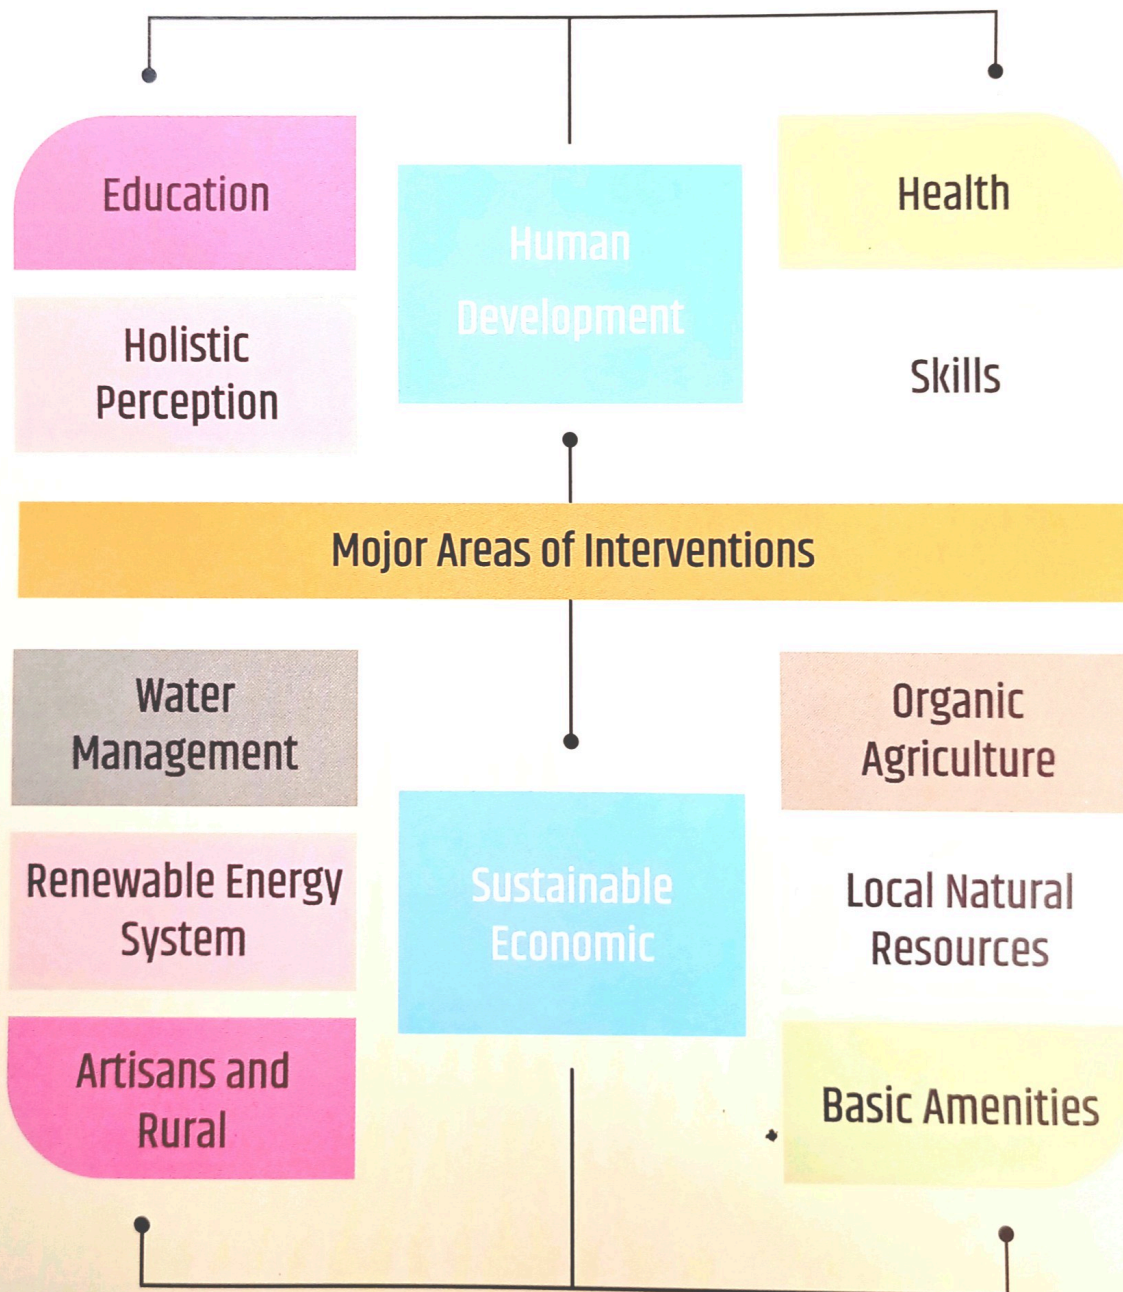 Education
Human
Development
Health
Holistic
Perception
Skills
Mojor Areas of Interventions
Water
Management
Organic
Agriculture
Renewable Energy
System
Sustainable
Economic
Local Natural
Resources
Artisans and
Rural
Basic Amenities